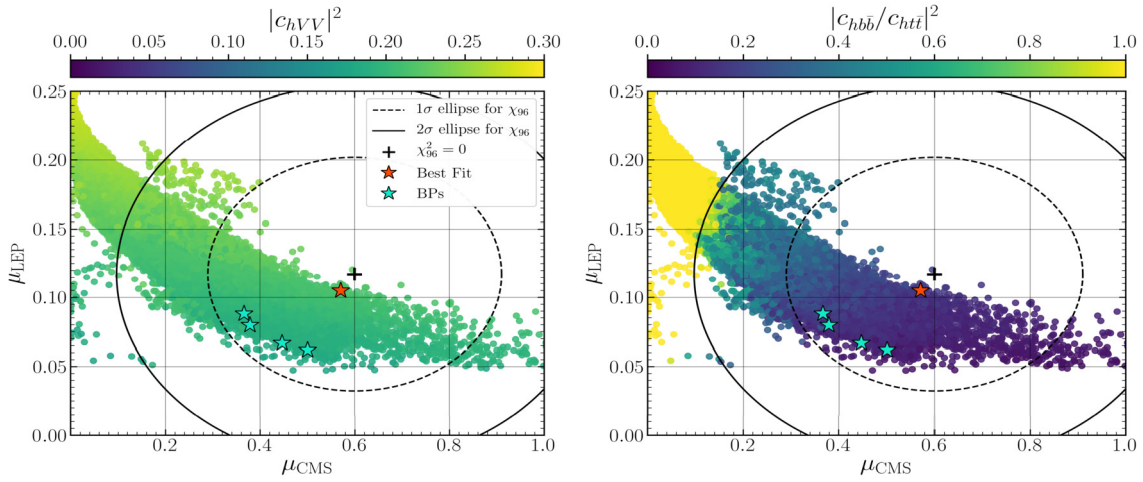 |c_{hVV}|^2
0.00 0.05 0.10 0.15 0.20 0.25 0.30
0.25
0.20
0.15
0.10
0.05
0.00
μ_LEP
0.2 0.4 0.6 0.8 1.0
μ_CMS
1σ ellipse for χ_96
2σ ellipse for χ_96
χ^2_96 = 0
Best Fit
BPs
|c_{hb\bar{b}}/c_{ht\bar{t}}|^2
0.0 0.2 0.4 0.6 0.8 1.0
0.25
0.20
0.15
0.10
0.05
0.00
μ_LEP
0.2 0.4 0.6 0.8 1.0
μ_CMS